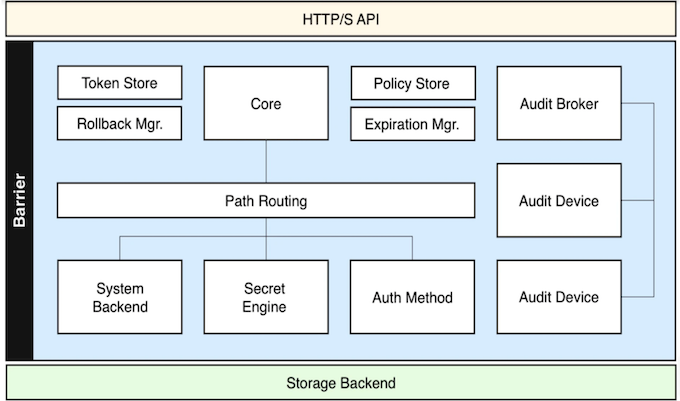 HTTP/S API
Barrier
Token Store
Rollback Mgr.
Core
Policy Store
Expiration Mgr.
Audit Broker
Path Routing
Audit Device
System
Backend
Secret
Engine
Auth Method
Audit Device
Storage Backend